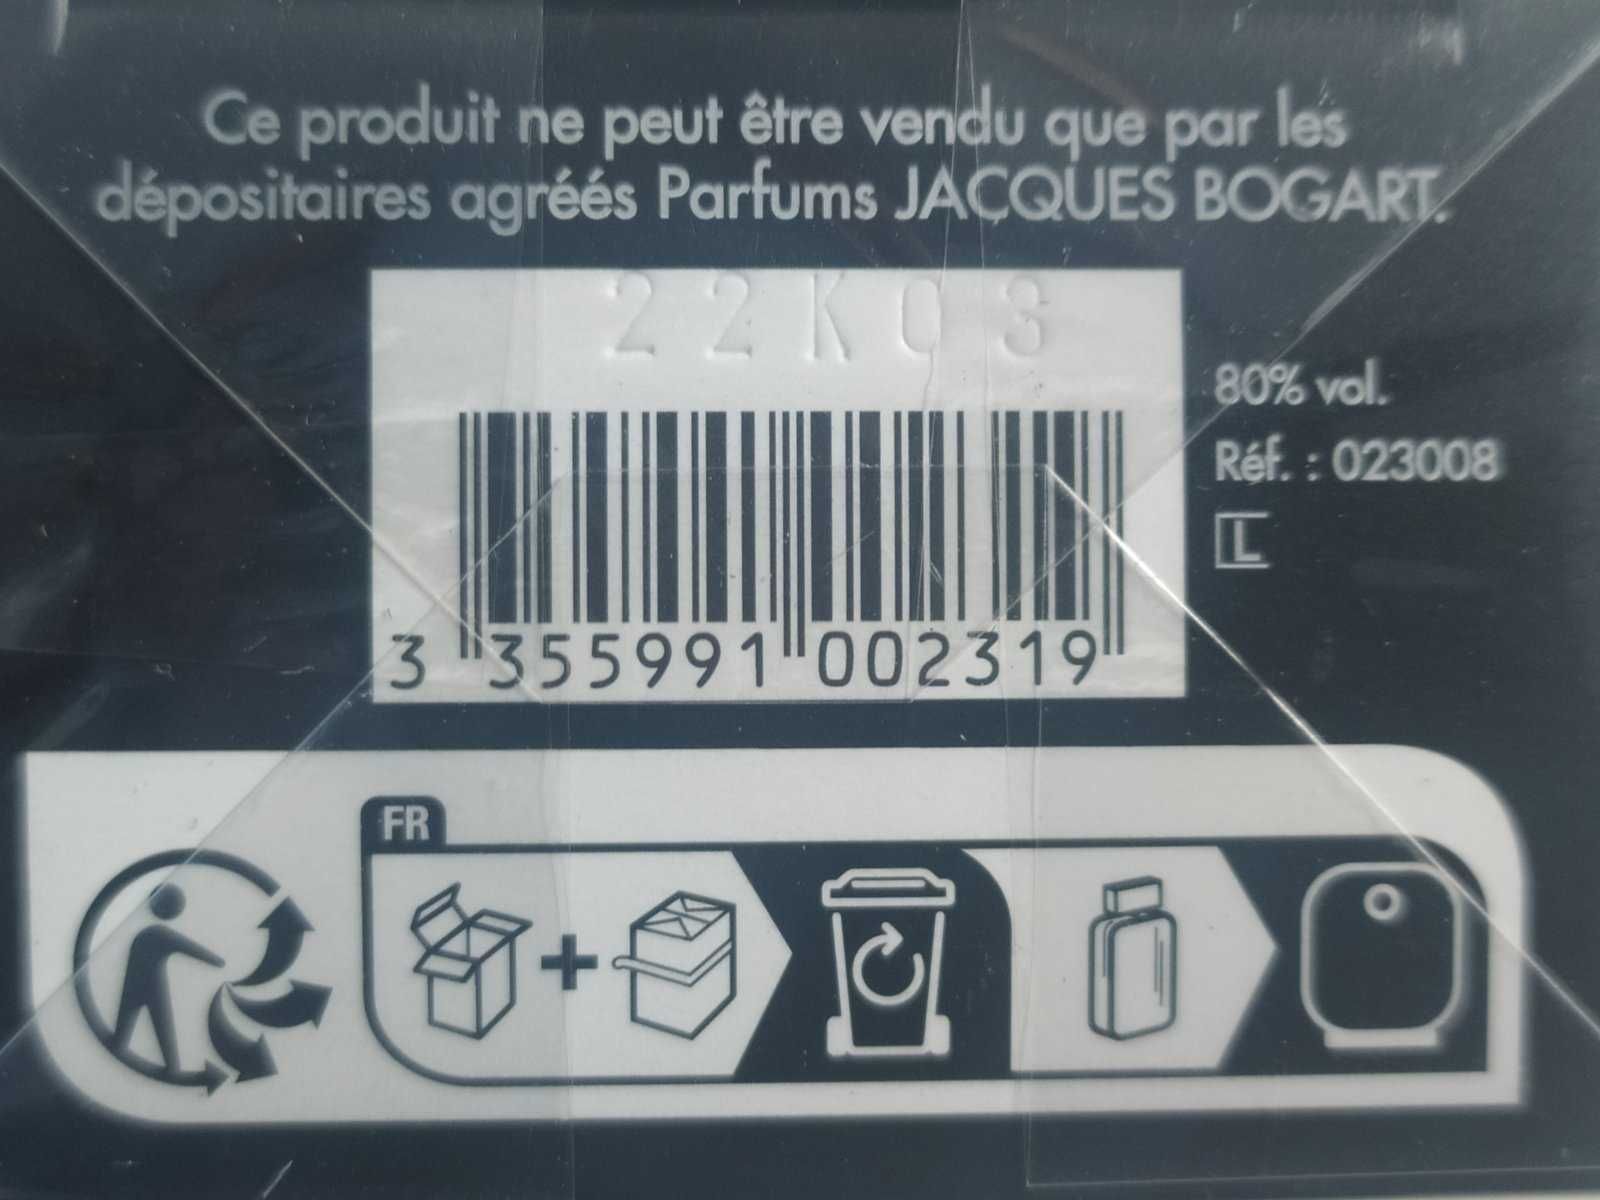 Ce produit ne peut être vendu que par les
dépositaires agréés Parfums JACQUES BOGART.
22K03
80% vol.
Réf. : 023008
L
3 355991 002319
FR